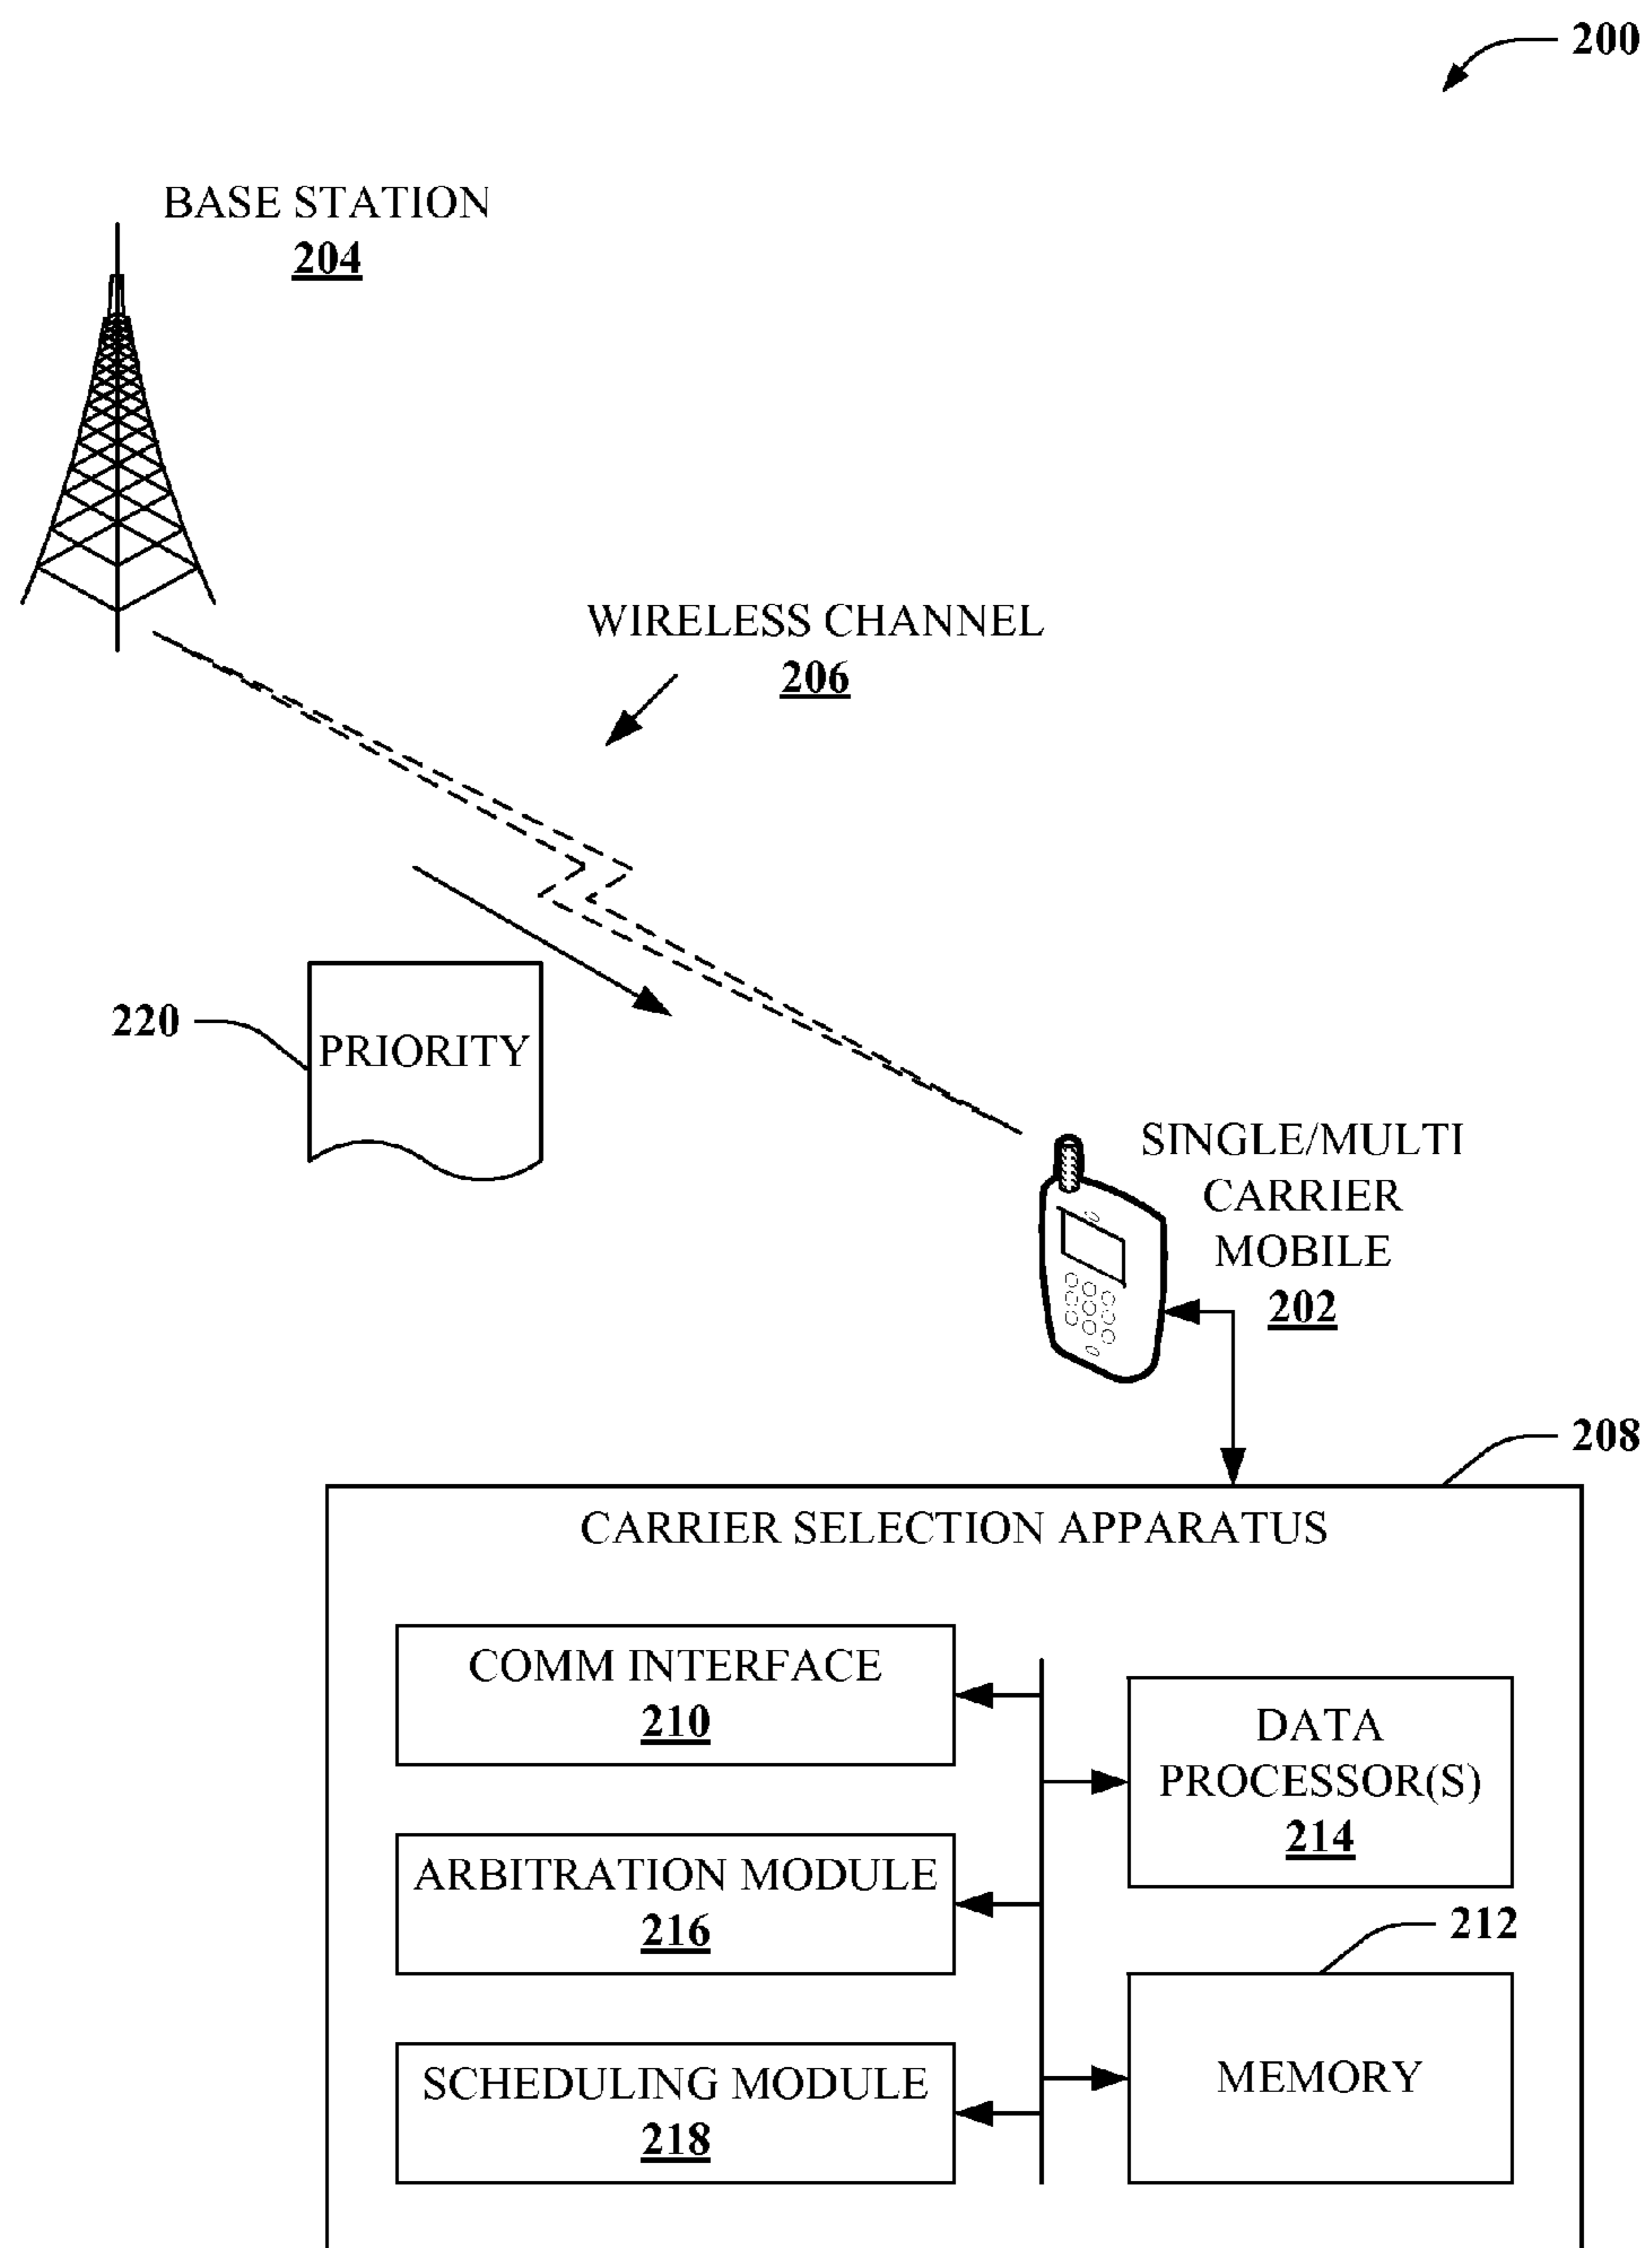 200
BASE STATION
204
WIRELESS CHANNEL
206
220
PRIORITY
SINGLE/MULTI
CARRIER
MOBILE
202
208
CARRIER SELECTION APPARATUS
COMM INTERFACE
210
DATA
PROCESSOR(S)
214
ARBITRATION MODULE
216
212
MEMORY
SCHEDULING MODULE
218